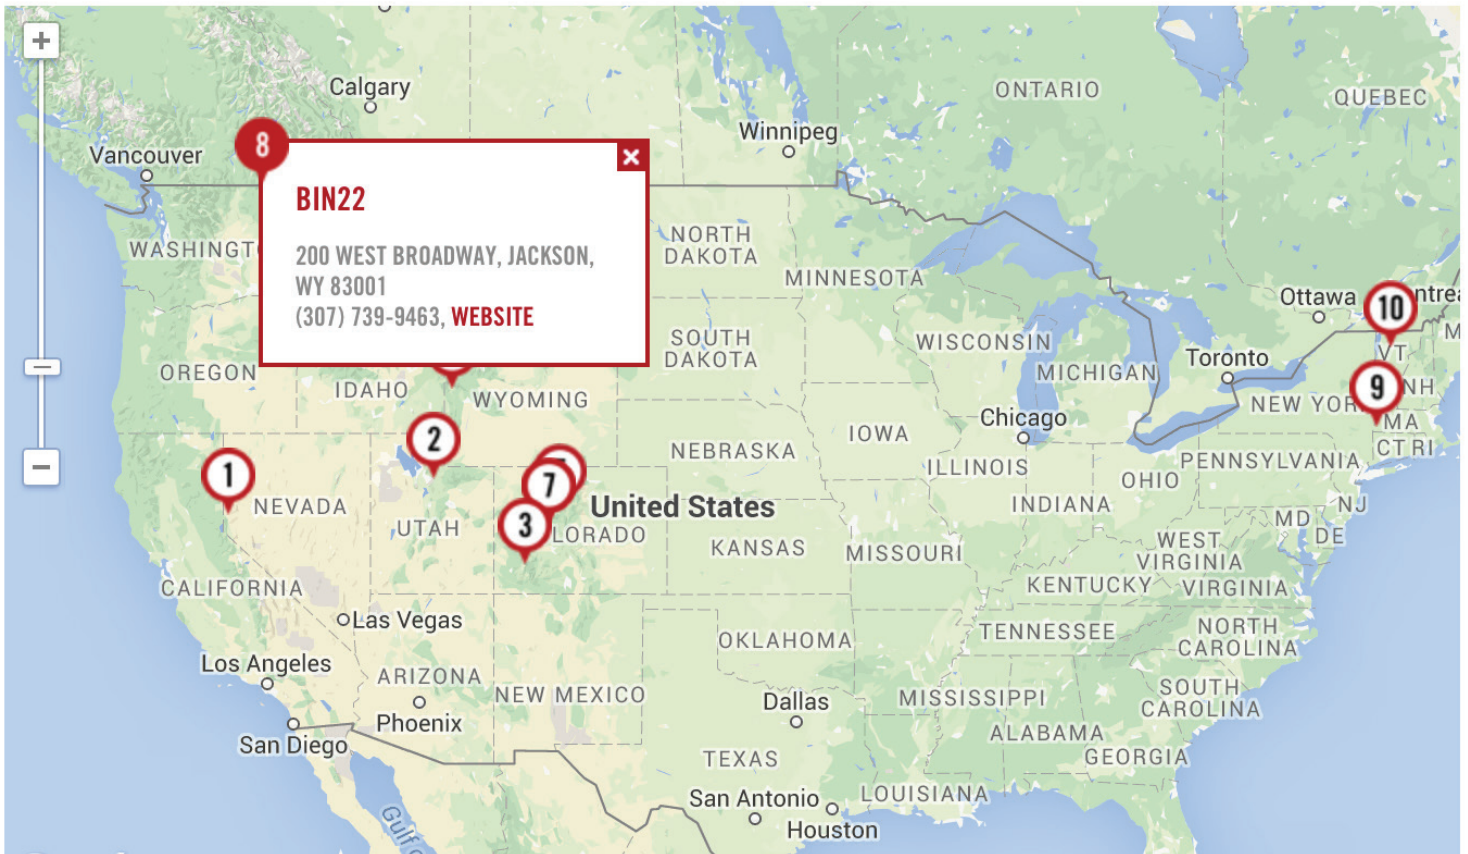 +
−
Calgary
Vancouver
Winnipeg
ONTARIO
QUEBEC
8
BIN22
200 WEST BROADWAY, JACKSON,
WY 83001
(307) 739-9463, WEBSITE
WASHINGT
NORTH
DAKOTA
MINNESOTA
Ottawa
10
ntrea
OREGON
IDAHO
WYOMING
SOUTH
DAKOTA
WISCONSIN
MICHIGAN
Toronto
VT
M
9
NH
NEW YOR
MA
CT RI
Chicago
IOWA
NEBRASKA
ILLINOIS
INDIANA
OHIO
PENNSYLVANIA
NJ
MD
DE
1
2
7
3
NEVADA
UTAH
LORADO
United States
KANSAS
MISSOURI
WEST
VIRGINIA
KENTUCKY
VIRGINIA
CALIFORNIA
Las Vegas
Los Angeles
ARIZONA
Phoenix
San Diego
NEW MEXICO
OKLAHOMA
TENNESSEE
NORTH
CAROLINA
Dallas
MISSISSIPPI
SOUTH
CAROLINA
ALABAMA
GEORGIA
TEXAS
LOUISIANA
San Antonio
Houston
Gulf